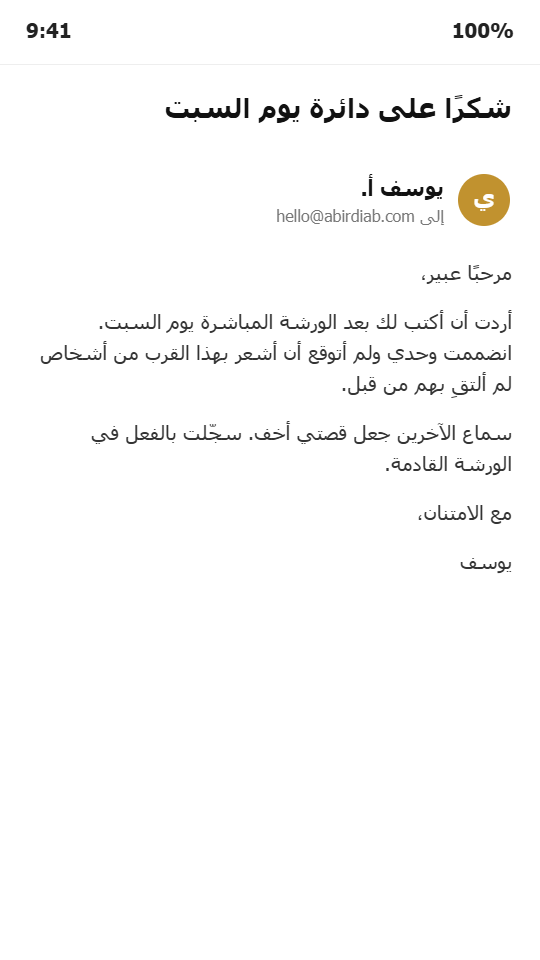 9:41
100%
شكرًا على دائرة يوم السبت
ي
يوسف أ.
إلى hello@abirdiab.com
مرحبًا عبير،
أردت أن أكتب لك بعد الورشة المباشرة يوم السبت.
انضممت وحدي ولم أتوقع أن أشعر بهذا القرب من أشخاص
لم ألتقِ بهم من قبل.
سماع الآخرين جعل قصتي أخف. سجّلت بالفعل في
الورشة القادمة.
مع الامتنان،
يوسف